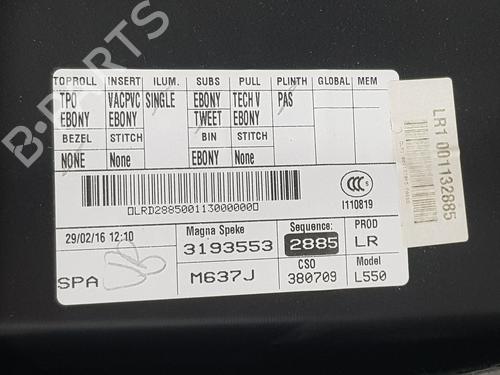 TOPROLL INSERT ILUM. SUBS PULL PLINTH GLOBAL MEM
TPO VACPVC SINGLE EBONY TECH V PAS
EBONY EBONY TWEET EBONY
BEZEL STITCH BIN STITCH
NONE None EBONY None
▯LRD288500113000000▯
CCC
I110819
29/02/16 12:10
Magna Speke
3193553
Sequence:
2885
PROD
LR
SPA
M637J
CSO
380709
Model
L550
LR1 001132885
B-PARTS